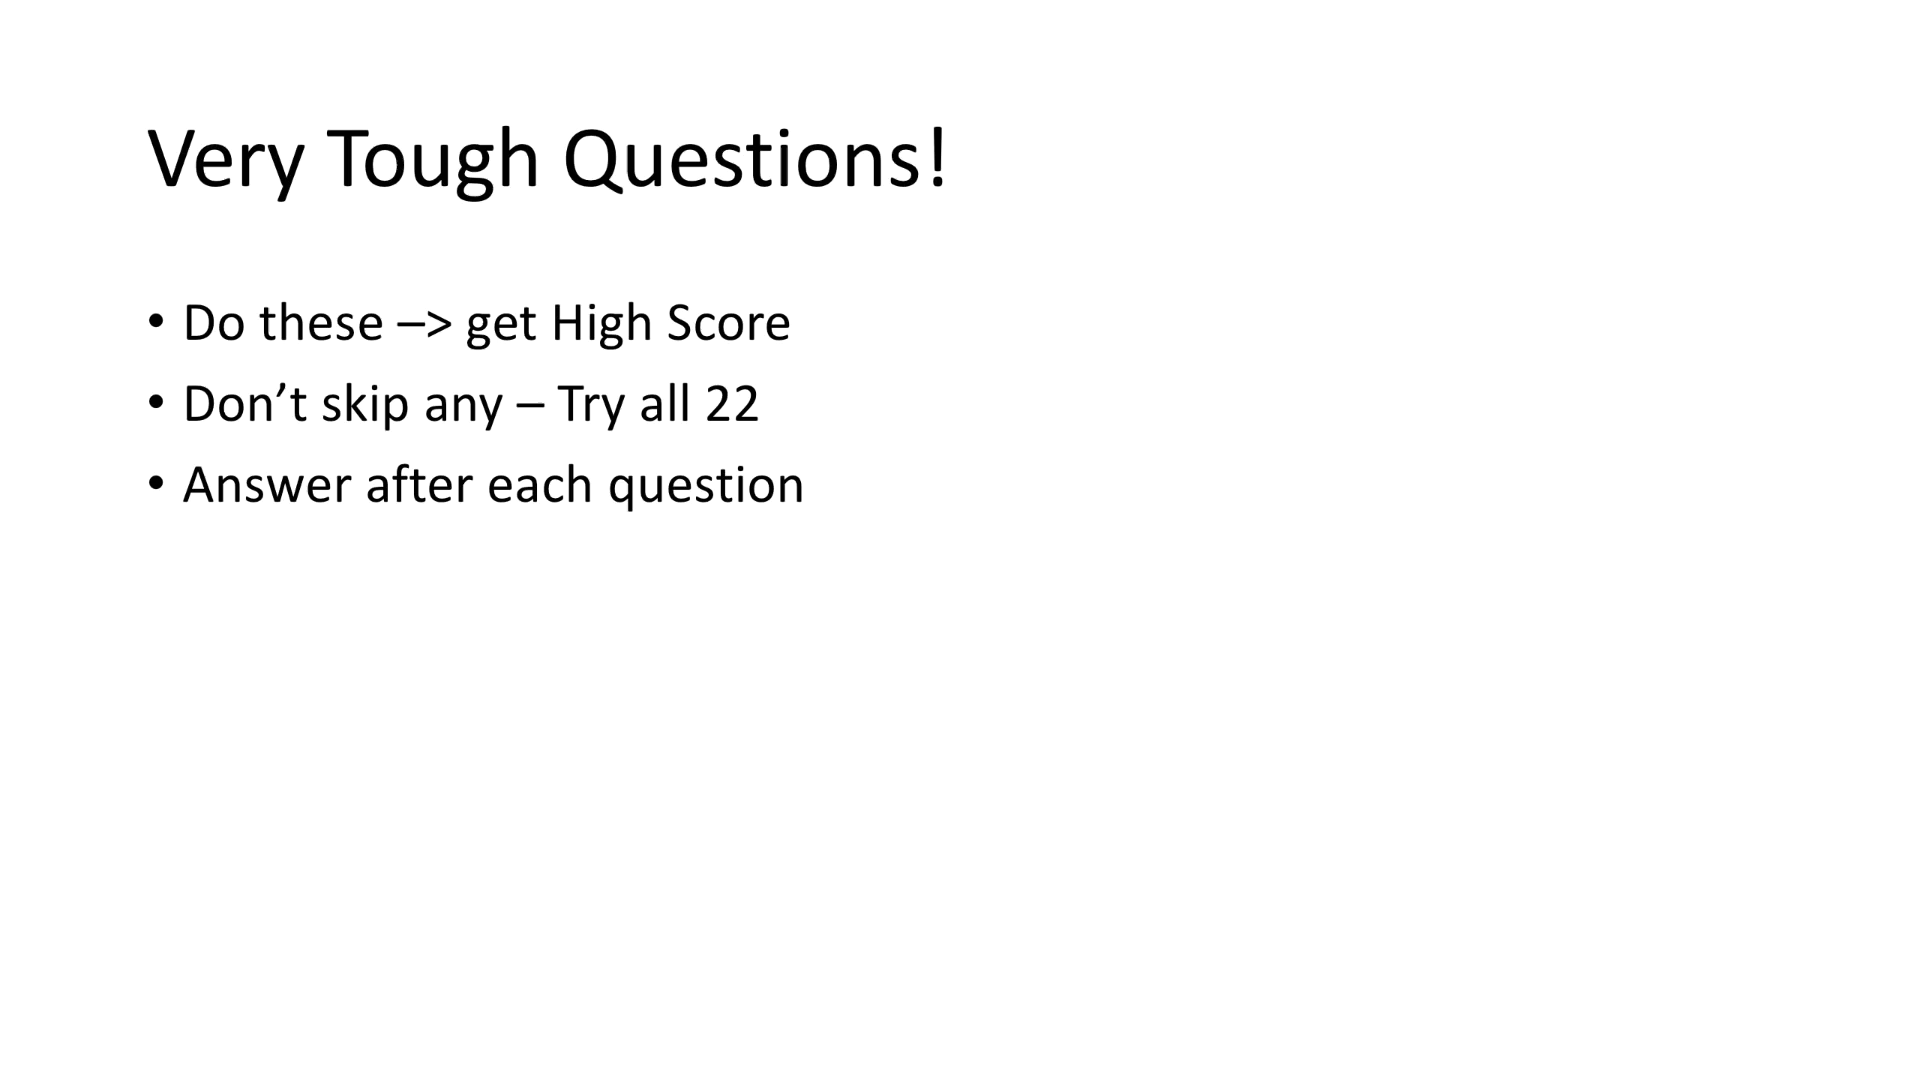 Very Tough Questions!
• Do these –> get High Score
• Don’t skip any – Try all 22
• Answer after each question